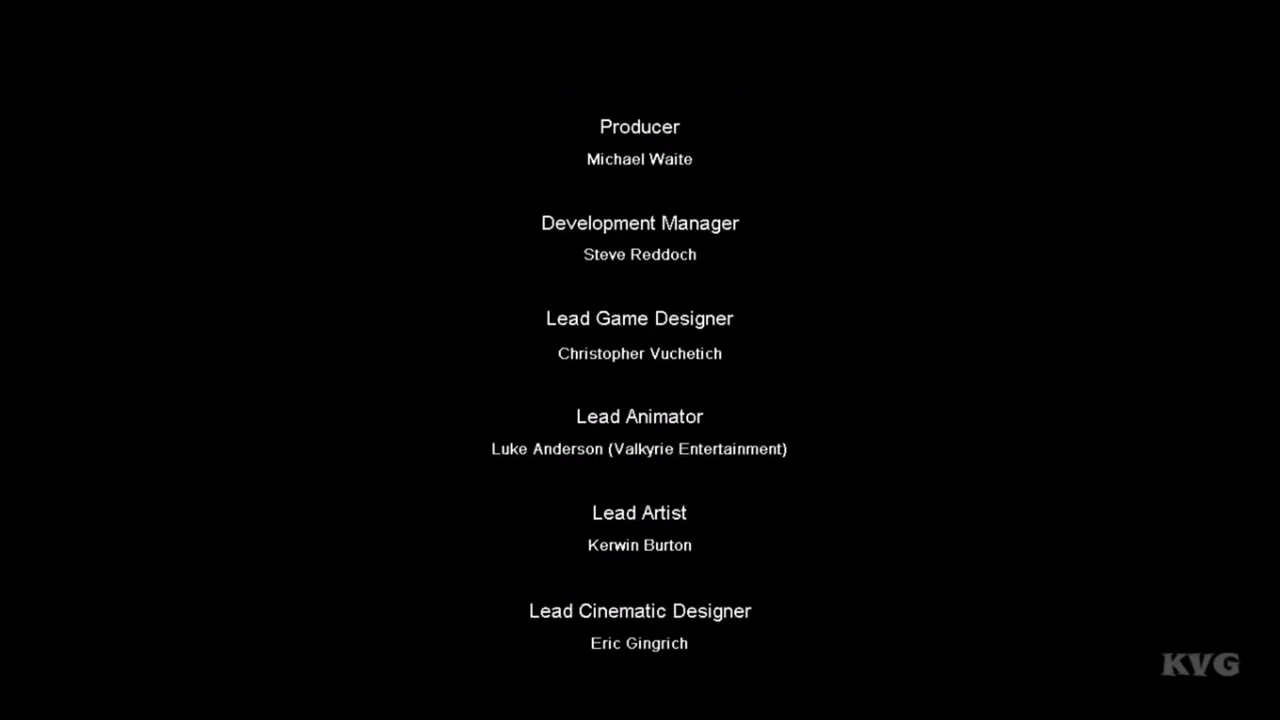 Producer
Michael Waite
Development Manager
Steve Reddoch
Lead Game Designer
Christopher Vuchetich
Lead Animator
Luke Anderson (Valkyrie Entertainment)
Lead Artist
Kerwin Burton
Lead Cinematic Designer
Eric Gingrich
KVG